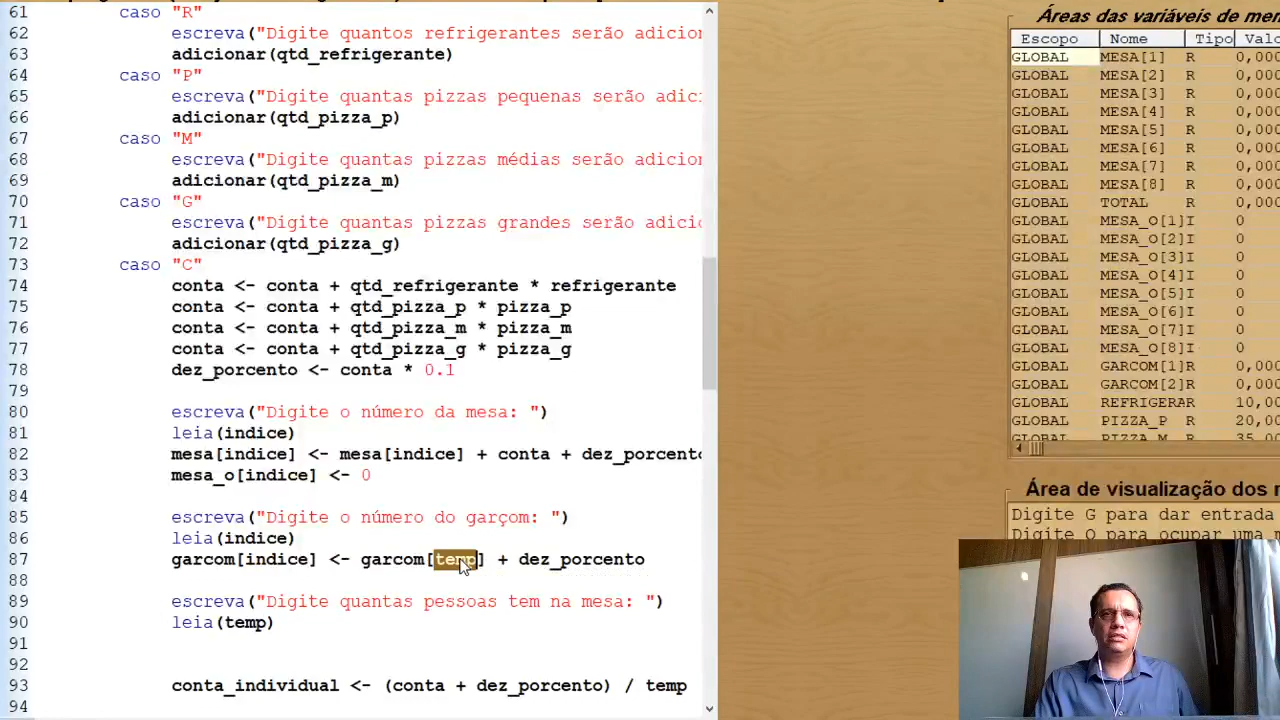 61 caso "R"
62 escreva("Digite quantos refrigerantes serão adicion
63 adicionar(qtd_refrigerante)
64 caso "P"
65 escreva("Digite quantas pizzas pequenas serão adici
66 adicionar(qtd_pizza_p)
67 caso "M"
68 escreva("Digite quantas pizzas médias serão adicion
69 adicionar(qtd_pizza_m)
70 caso "G"
71 escreva("Digite quantas pizzas grandes serão adicio
72 adicionar(qtd_pizza_g)
73 caso "C"
74 conta <- conta + qtd_refrigerante * refrigerante
75 conta <- conta + qtd_pizza_p * pizza_p
76 conta <- conta + qtd_pizza_m * pizza_m
77 conta <- conta + qtd_pizza_g * pizza_g
78 dez_porcento <- conta * 0.1
79
80 escreva("Digite o número da mesa: ")
81 leia(indice)
82 mesa[indice] <- mesa[indice] + conta + dez_porcento
83 mesa_o[indice] <- 0
84
85 escreva("Digite o número do garçom: ")
86 leia(indice)
87 garcom[indice] <- garcom[temp] + dez_porcento
88
89 escreva("Digite quantas pessoas tem na mesa: ")
90 leia(temp)
91
92
93 conta_individual <- (conta + dez_porcento) / temp
94
Áreas das variáveis de mer
Escopo Nome Tipo Valo
GLOBAL MESA[1] R 0,000
GLOBAL MESA[2] R 0,000
GLOBAL MESA[3] R 0,000
GLOBAL MESA[4] R 0,000
GLOBAL MESA[5] R 0,000
GLOBAL MESA[6] R 0,000
GLOBAL MESA[7] R 0,000
GLOBAL MESA[8] R 0,000
GLOBAL TOTAL R 0,000
GLOBAL MESA_O[1] I 0
GLOBAL MESA_O[2] I 0
GLOBAL MESA_O[3] I 0
GLOBAL MESA_O[4] I 0
GLOBAL MESA_O[5] I 0
GLOBAL MESA_O[6] I 0
GLOBAL MESA_O[7] I 0
GLOBAL MESA_O[8] I 0
GLOBAL GARCOM[1] R 0,000
GLOBAL GARCOM[2] R 0,000
GLOBAL REFRIGERAR 10,00
GLOBAL PIZZA_P R 20,00
GLOBAL PIZZA_M R 35,00
Área de visualização dos r
Digite G para dar entrada
Digite O para ocupar uma m